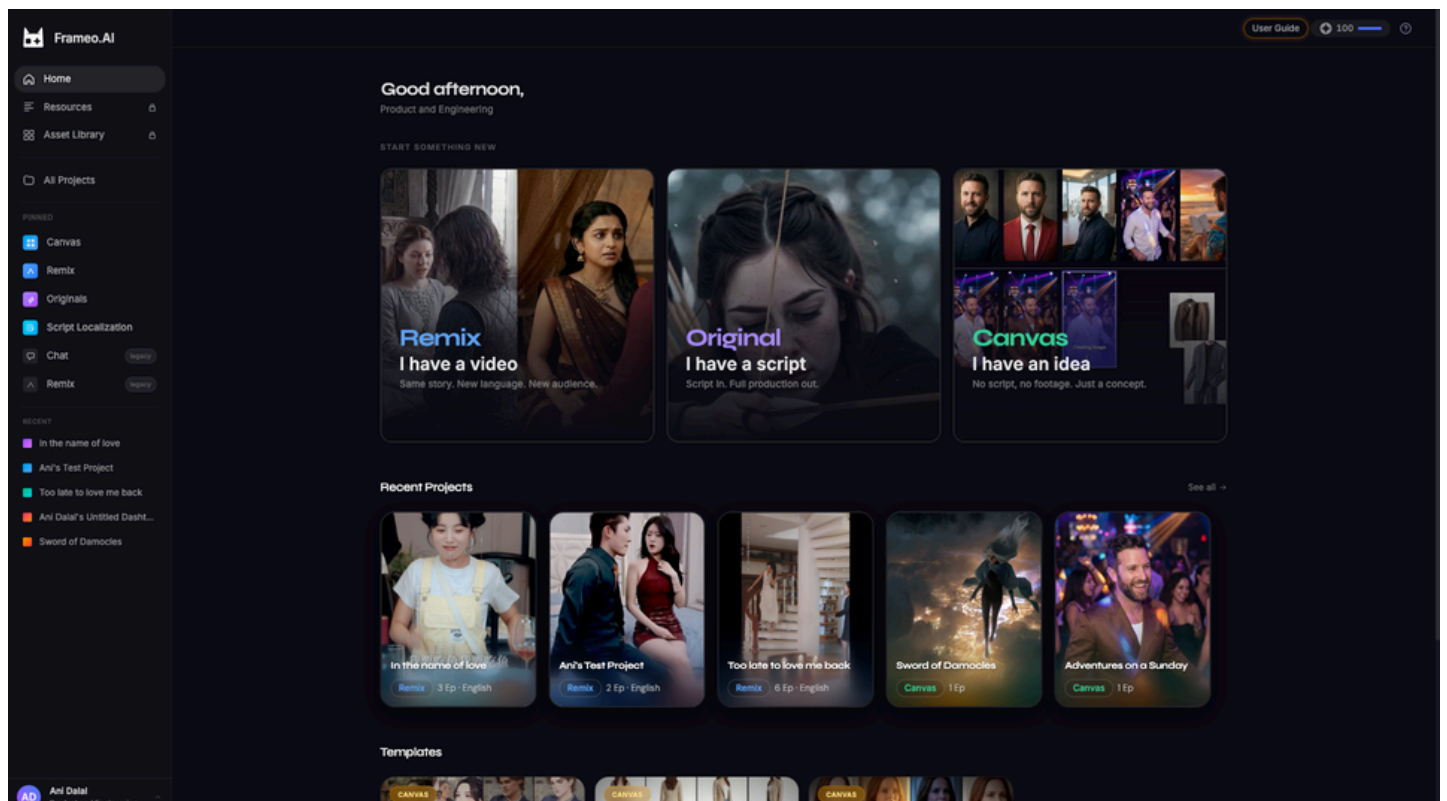 Frameo.AI
Home
Resources
Asset Library
All Projects
PINNED
Canvas
Remix
Originals
Script Localization
Chat legacy
Remix legacy
RECENT
In the name of love
Ani's Test Project
Too late to love me back
Ani Dalal's Untitled Dasht...
Sword of Damocles
AD
Ani Dalal
User Guide
100
Good afternoon,
Product and Engineering
START SOMETHING NEW
Remix
I have a video
Same story. New language. New audience.
Original
I have a script
Script in. Full production out.
Canvas
I have an idea
No script, no footage. Just a concept.
Recent Projects
See all →
In the name of love
Remix 3 Ep · English
Ani's Test Project
Remix 2 Ep · English
Too late to love me back
Remix 6 Ep · English
Sword of Damocles
Canvas 1 Ep
Adventures on a Sunday
Canvas 1 Ep
Templates
CANVAS
CANVAS
CANVAS